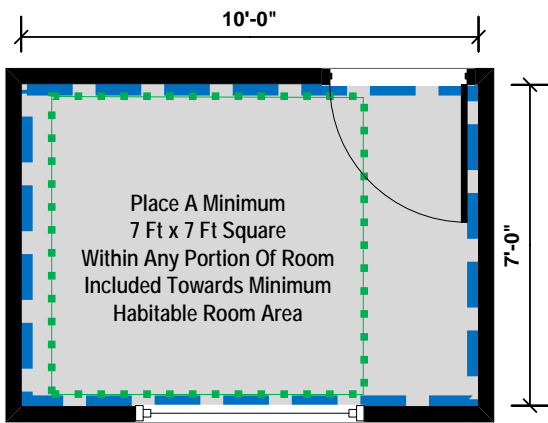 10'-0"
Place A Minimum
7 Ft x 7 Ft Square
Within Any Portion Of Room
Included Towards Minimum
Habitable Room Area
7'-0"